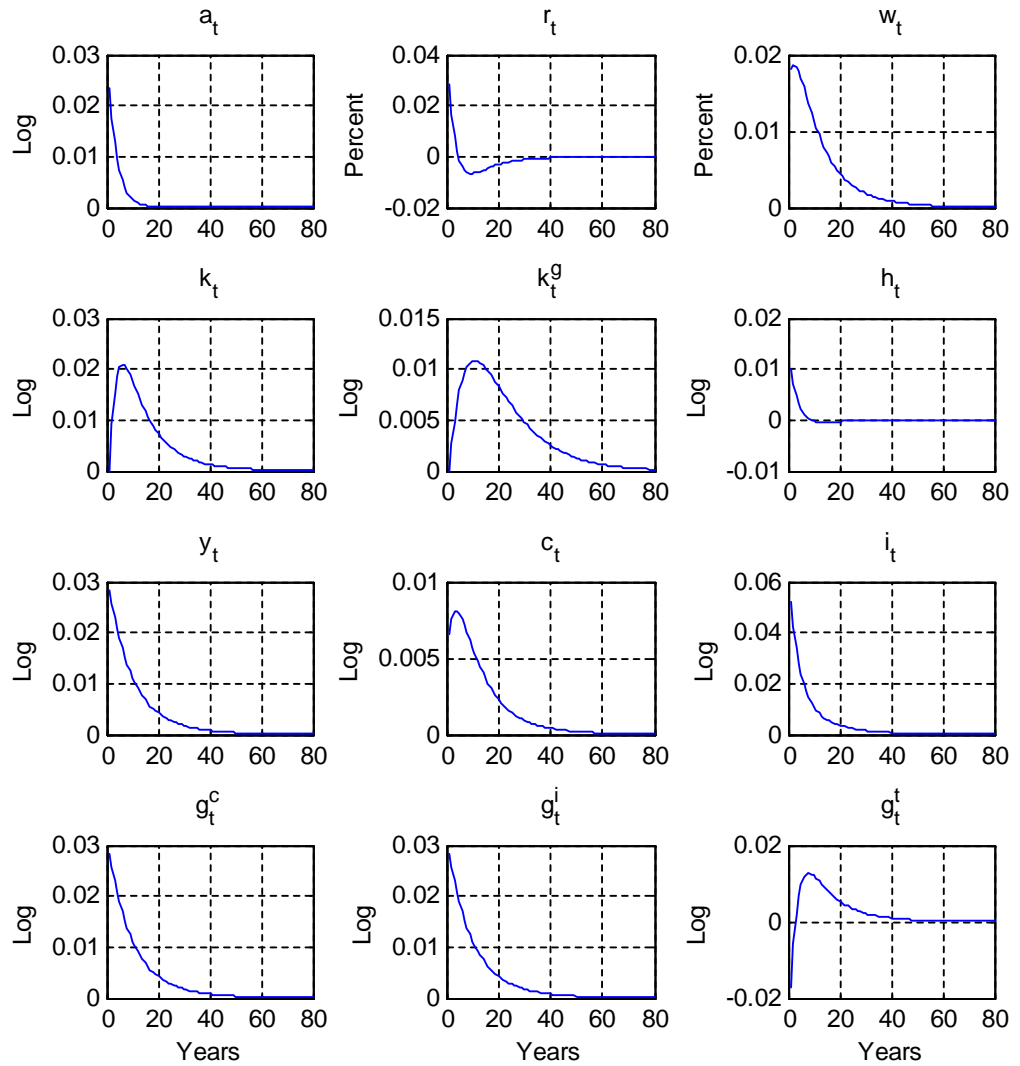 a_t
r_t
w_t
0.03
0.02
0.01
0
Log
0 20 40 60 80
0.04
0.02
0
-0.02
Percent
0 20 40 60 80
0.02
0.01
0
Percent
0 20 40 60 80
k_t
k_t^g
h_t
0.03
0.02
0.01
0
Log
0 20 40 60 80
0.015
0.01
0.005
0
Log
0 20 40 60 80
0.02
0.01
0
-0.01
Log
0 20 40 60 80
y_t
c_t
i_t
0.03
0.02
0.01
0
Log
0 20 40 60 80
0.01
0.005
0
Log
0 20 40 60 80
0.06
0.04
0.02
0
Log
0 20 40 60 80
g_t^c
g_t^i
g_t^t
0.03
0.02
0.01
0
Log
0 20 40 60 80
Years
0.03
0.02
0.01
0
Log
0 20 40 60 80
Years
0.02
0
-0.02
Log
0 20 40 60 80
Years